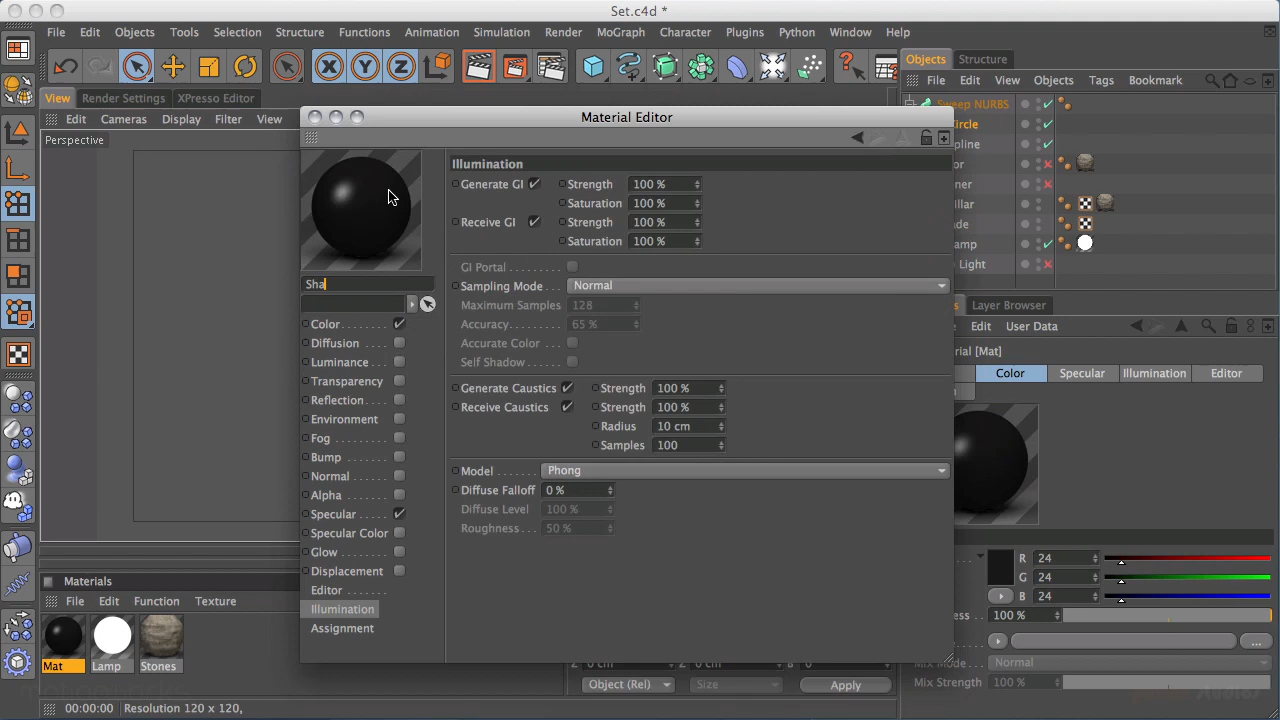 Set.c4d *
File Edit Objects Tools Selection Structure Functions Animation Simulation Render MoGraph Character Plugins Python Window Help
Objects Structure
File Edit View Objects Tags Bookmark
View Render Settings XPresso Editor
Edit Cameras Display Filter View
Perspective
Sweep NURBS
Circle
pline
or
ner
illar
ade
amp
Light
Material Editor
Illumination
Generate GI Strength 100 %
Saturation 100 %
Receive GI Strength 100 %
Saturation 100 %
GI Portal
Sampling Mode Normal
Maximum Samples 128
Accuracy 65 %
Accurate Color
Self Shadow
Generate Caustics Strength 100 %
Receive Caustics Strength 100 %
Radius 10 cm
Samples 100
Model Phong
Diffuse Falloff 0 %
Diffuse Level 100 %
Roughness 50 %
Sha
Color
Diffusion
Luminance
Transparency
Reflection
Environment
Fog
Bump
Normal
Alpha
Specular
Specular Color
Glow
Displacement
Editor
Illumination
Assignment
s Layer Browser
Edit User Data
rial [Mat]
Color Specular Illumination Editor
R 24
G 24
B 24
ess 100 %
Mix Mode Normal
Mix Strength 100 %
Materials
File Edit Function Texture
Mat Lamp Stones
Z 0 cm Z 0 cm B 0
Object (Rel) Size Apply
00:00:00 Resolution 120 x 120,